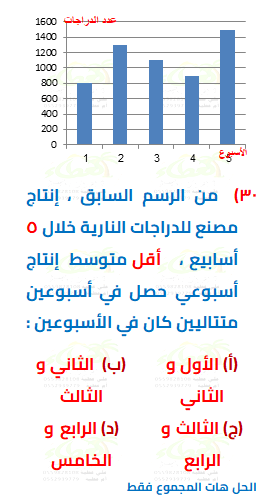 عدد الدراجات
1600
1400
1200
1000
800
600
400
200
0
1 2 3 4 5
الأسبوع
٣٠) من الرسم السابق ، إنتاج
مصنع للدراجات النارية خلال ٥
أسابيع ، أقل متوسط إنتاج
أسبوعي حصل في أسبوعين
متتاليين كان في الأسبوعين :
(أ) الأول و (ب) الثاني و
الثاني الثالث
(ج) الثالث و (د) الرابع و
الرابع الخامس
الحل هات المجموع فقط